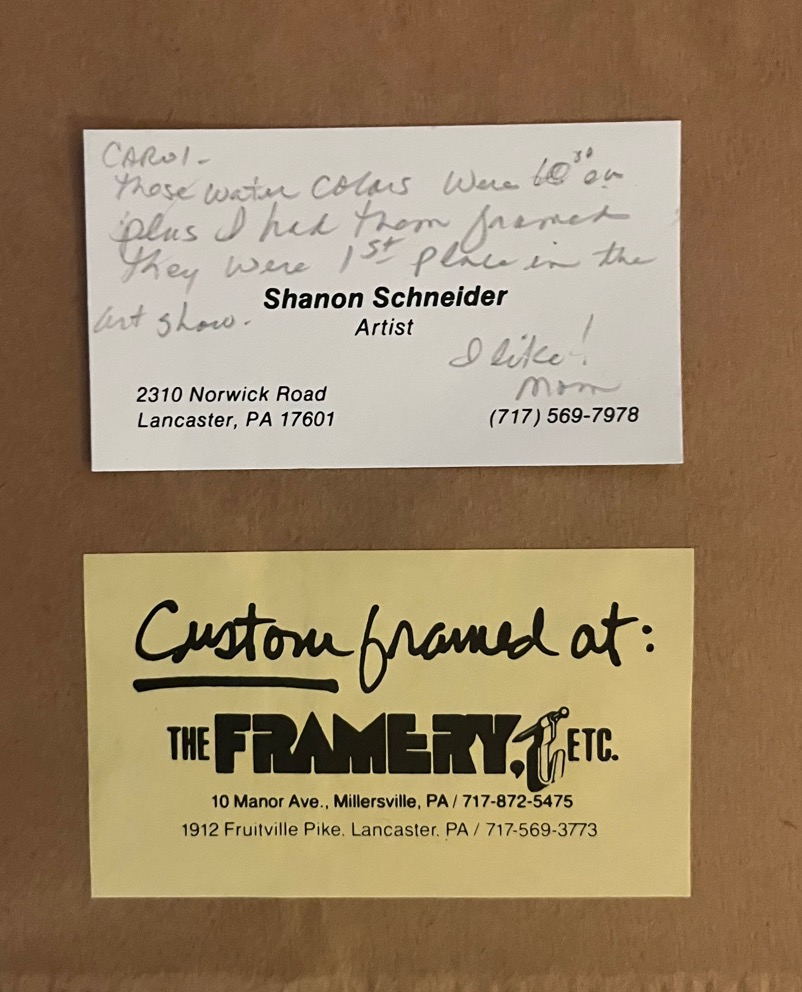 CAROl-
Those water colors were 60³⁰ ea
plus I had them framed
they were 1st place in the
art show.
Shanon Schneider
Artist
I like!
Mom
2310 Norwick Road
Lancaster, PA 17601
(717) 569-7978
Custom framed at:
THE FRAMERY, ETC.
10 Manor Ave., Millersville, PA / 717-872-5475
1912 Fruitville Pike. Lancaster. PA / 717-569-3773